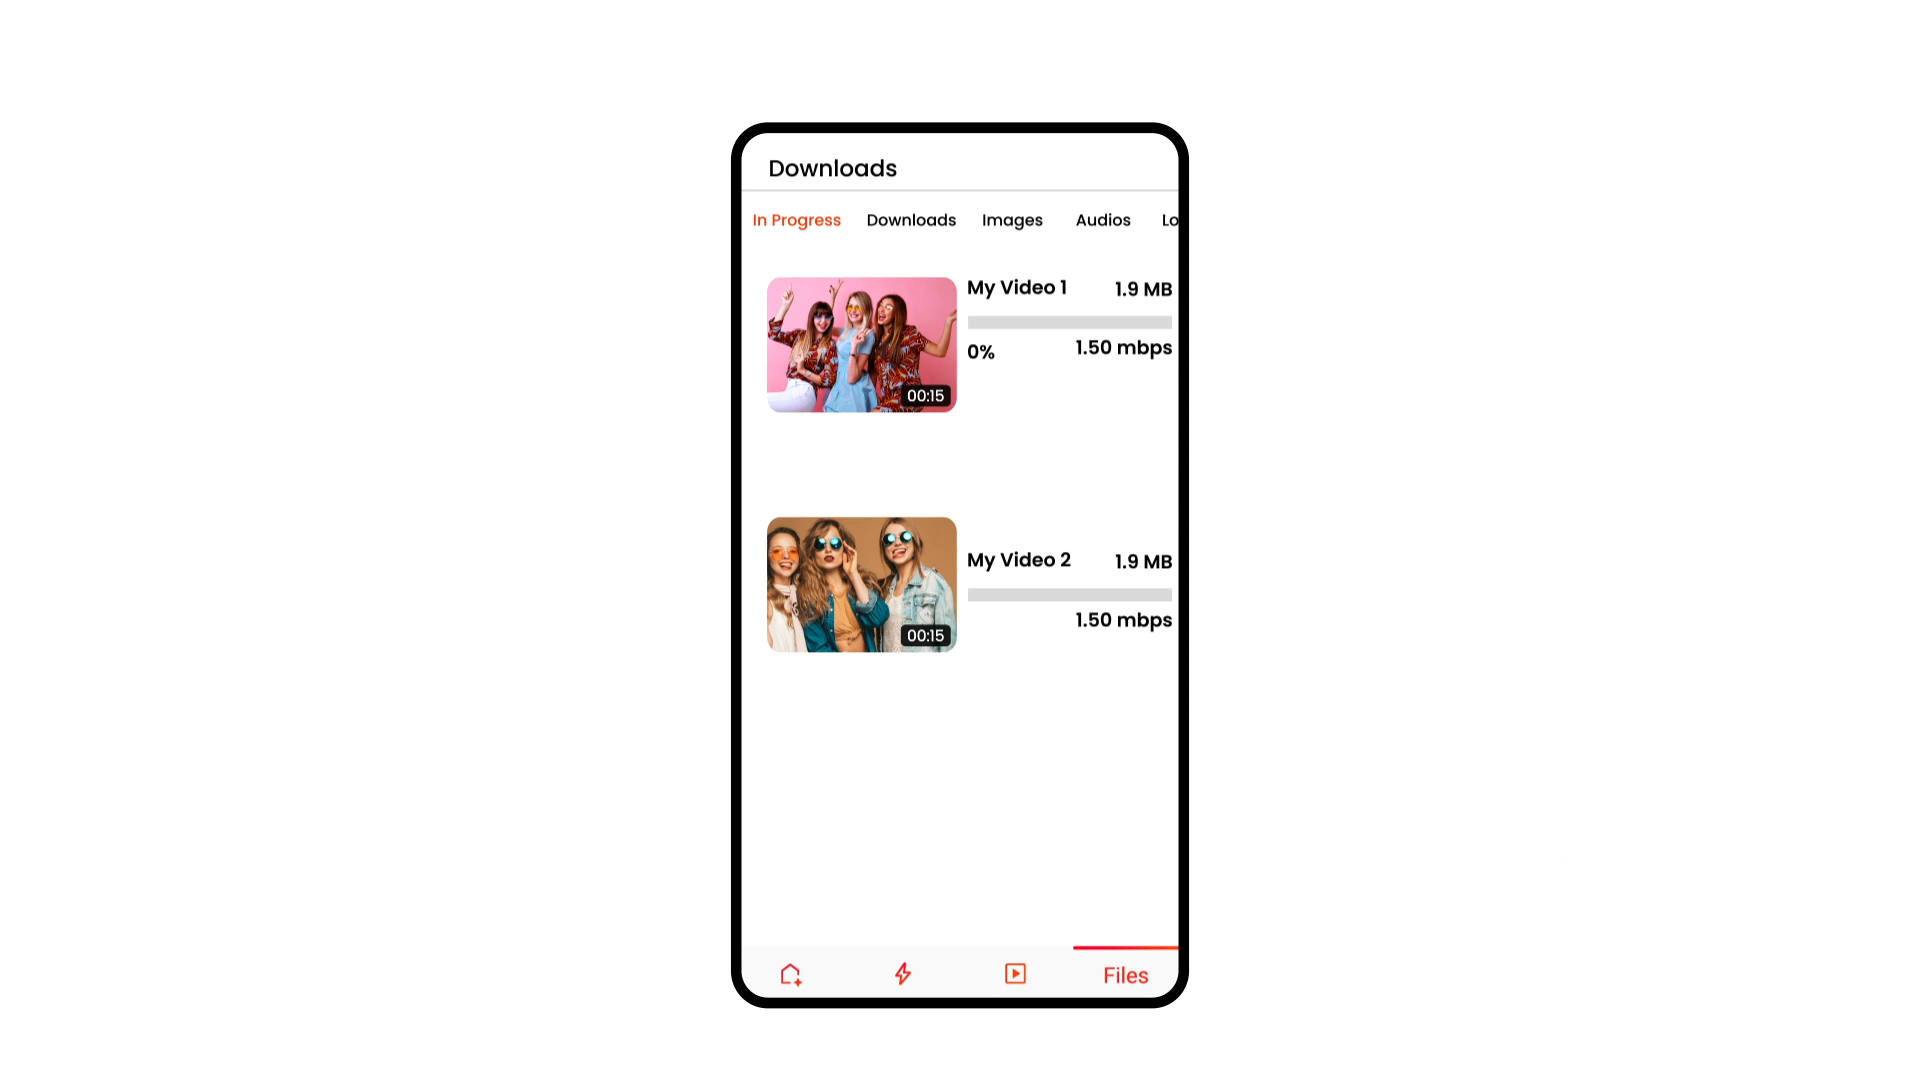 Downloads
In Progress Downloads Images Audios Lo
My Video 1 1.9 MB
0% 1.50 mbps
00:15
My Video 2 1.9 MB
1.50 mbps
00:15
Files